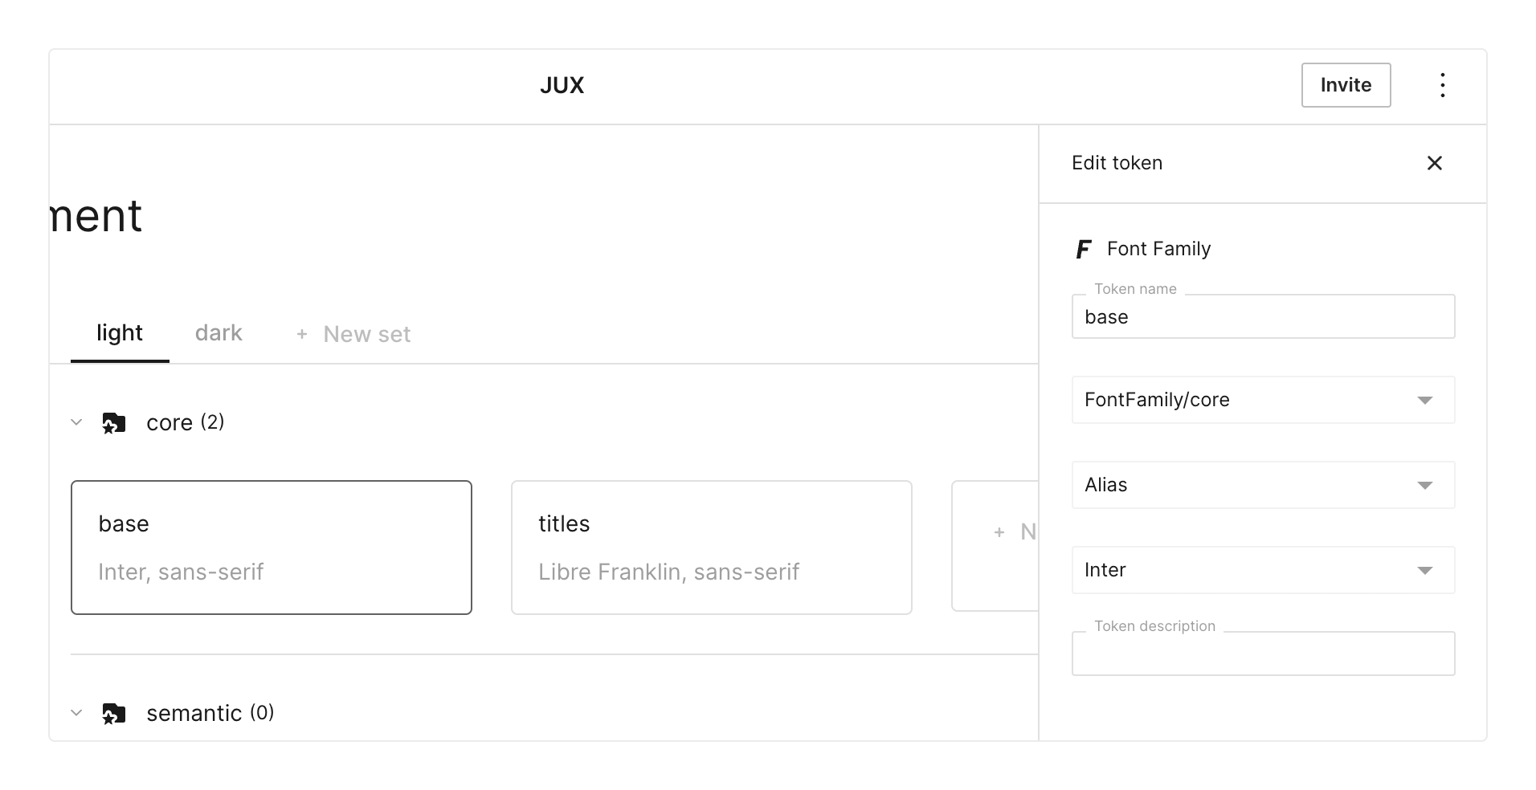 JUX
Invite
ment
light
dark
+ New set
core (2)
base
Inter, sans-serif
titles
Libre Franklin, sans-serif
+ N
semantic (0)
Edit token
F Font Family
Token name
base
FontFamily/core
Alias
Inter
Token description